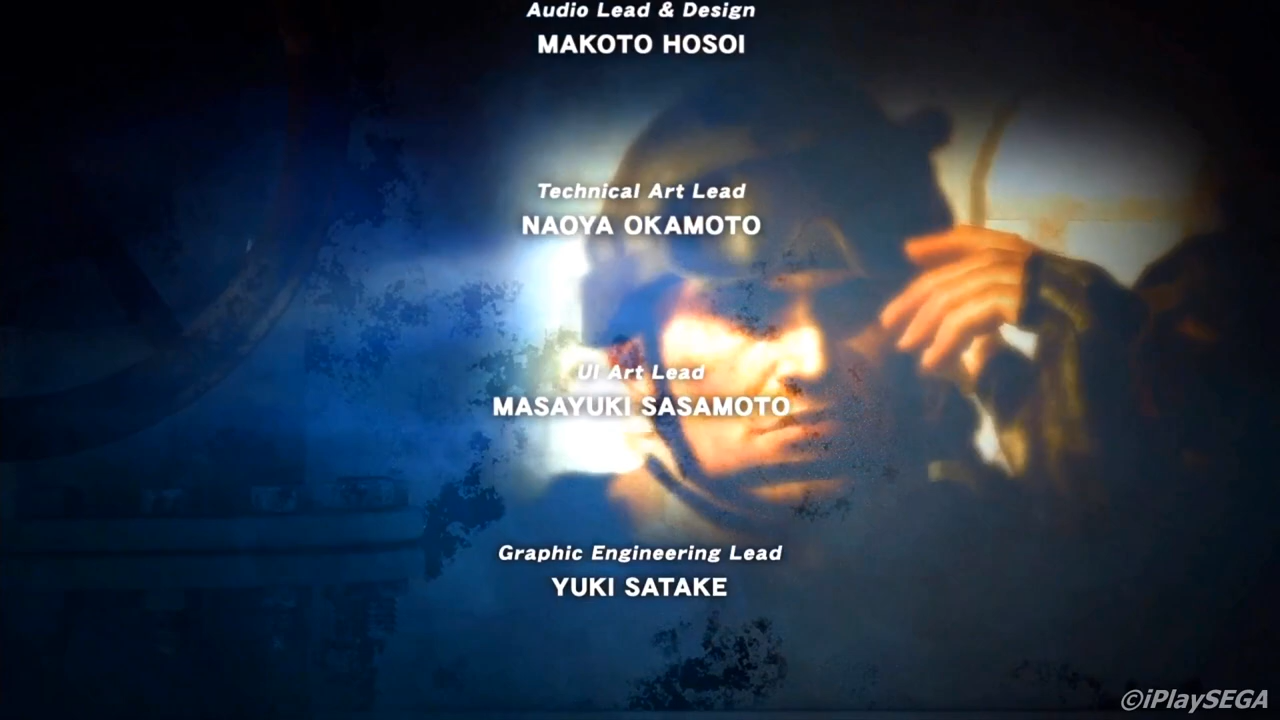 Audio Lead & Design
MAKOTO HOSOI
Technical Art Lead
NAOYA OKAMOTO
UI Art Lead
MASAYUKI SASAMOTO
Graphic Engineering Lead
YUKI SATAKE
©iPlaySEGA